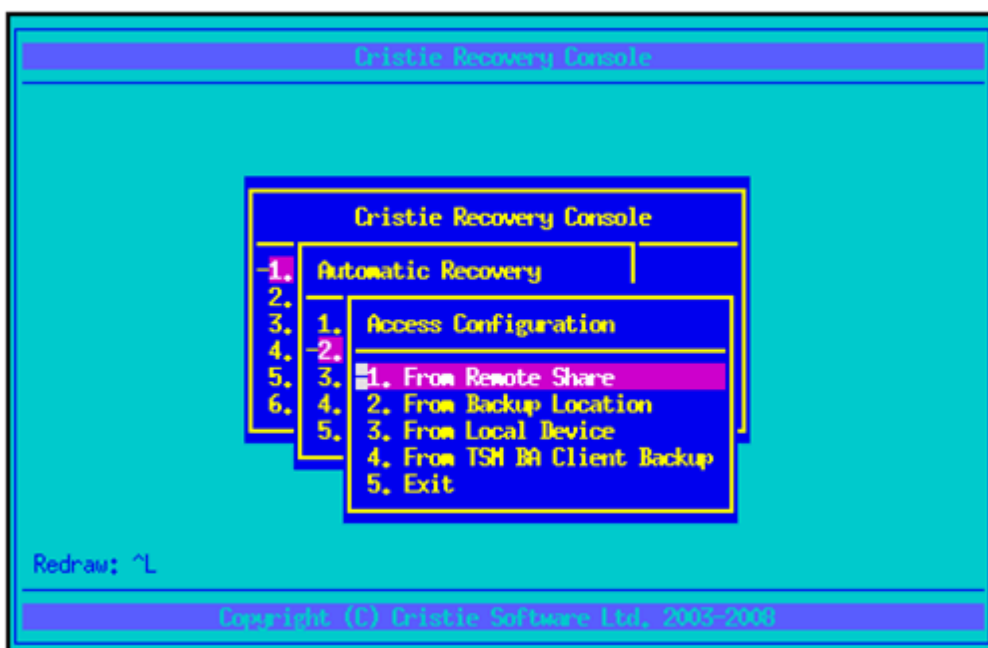 Cristie Recovery Console
Cristie Recovery Console
1.
2.
3.
4.
5.
6.
Automatic Recovery
1.
2.
3.
4.
5.
Access Configuration
1. From Remote Share
2. From Backup Location
3. From Local Device
4. From TSM BA Client Backup
5. Exit
Redraw: ^L
Copyright (C) Cristie Software Ltd. 2003-2008